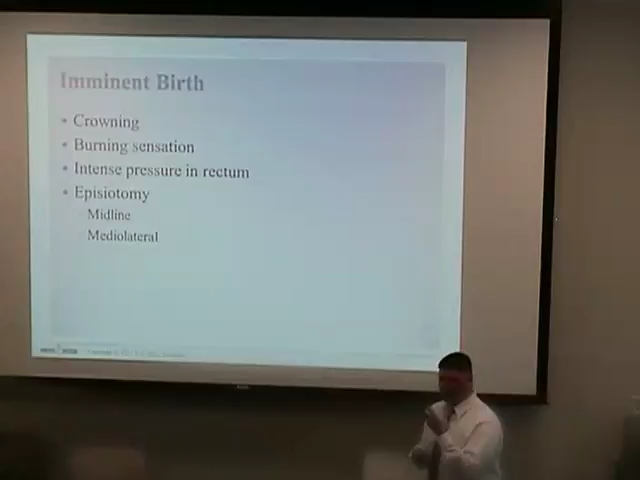 Imminent Birth
• Crowning
• Burning sensation
• Intense pressure in rectum
• Episiotomy
Midline
Mediolateral